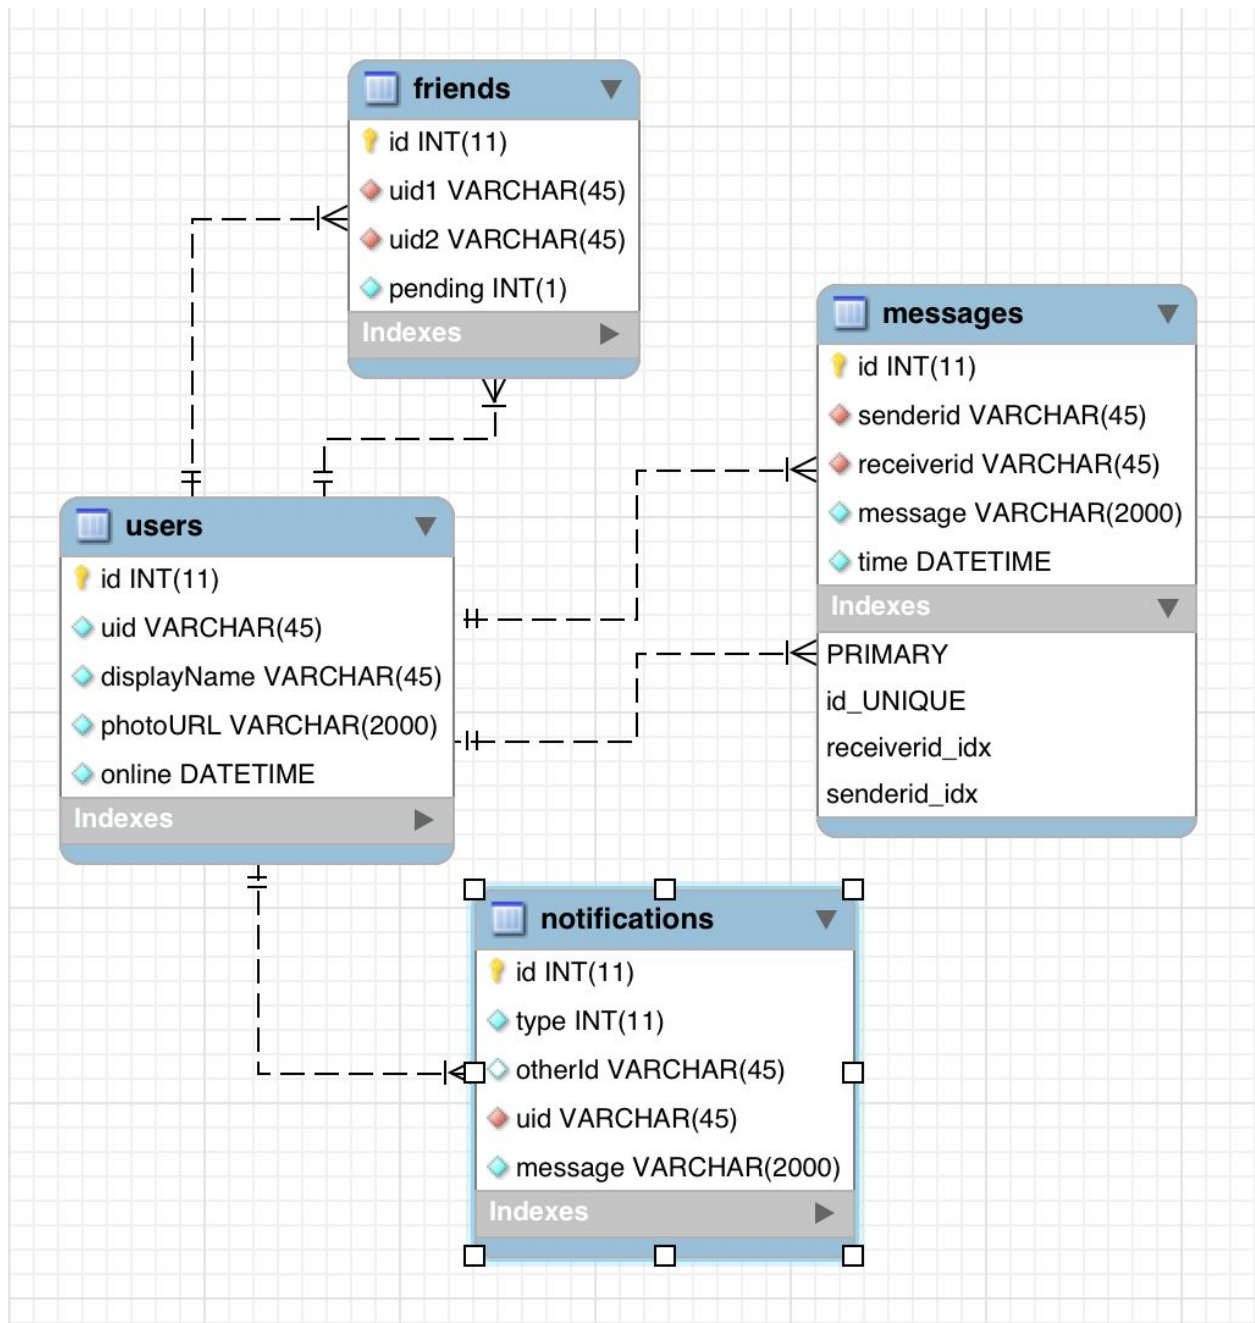 friends
id INT(11)
uid1 VARCHAR(45)
uid2 VARCHAR(45)
pending INT(1)
Indexes
messages
id INT(11)
senderid VARCHAR(45)
receiverid VARCHAR(45)
message VARCHAR(2000)
time DATETIME
Indexes
PRIMARY
id_UNIQUE
receiverid_idx
senderid_idx
users
id INT(11)
uid VARCHAR(45)
displayName VARCHAR(45)
photoURL VARCHAR(2000)
online DATETIME
Indexes
notifications
id INT(11)
type INT(11)
otherId VARCHAR(45)
uid VARCHAR(45)
message VARCHAR(2000)
Indexes